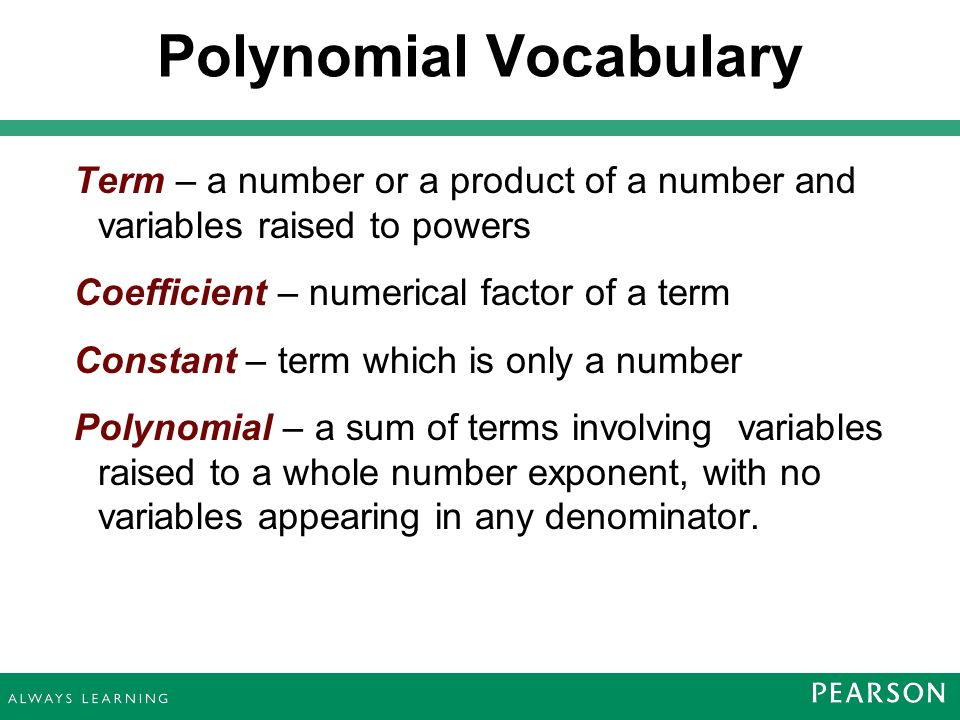 Polynomial Vocabulary
Term – a number or a product of a number and
variables raised to powers
Coefficient – numerical factor of a term
Constant – term which is only a number
Polynomial – a sum of terms involving  variables
raised to a whole number exponent, with no
variables appearing in any denominator.
ALWAYS LEARNING
PEARSON